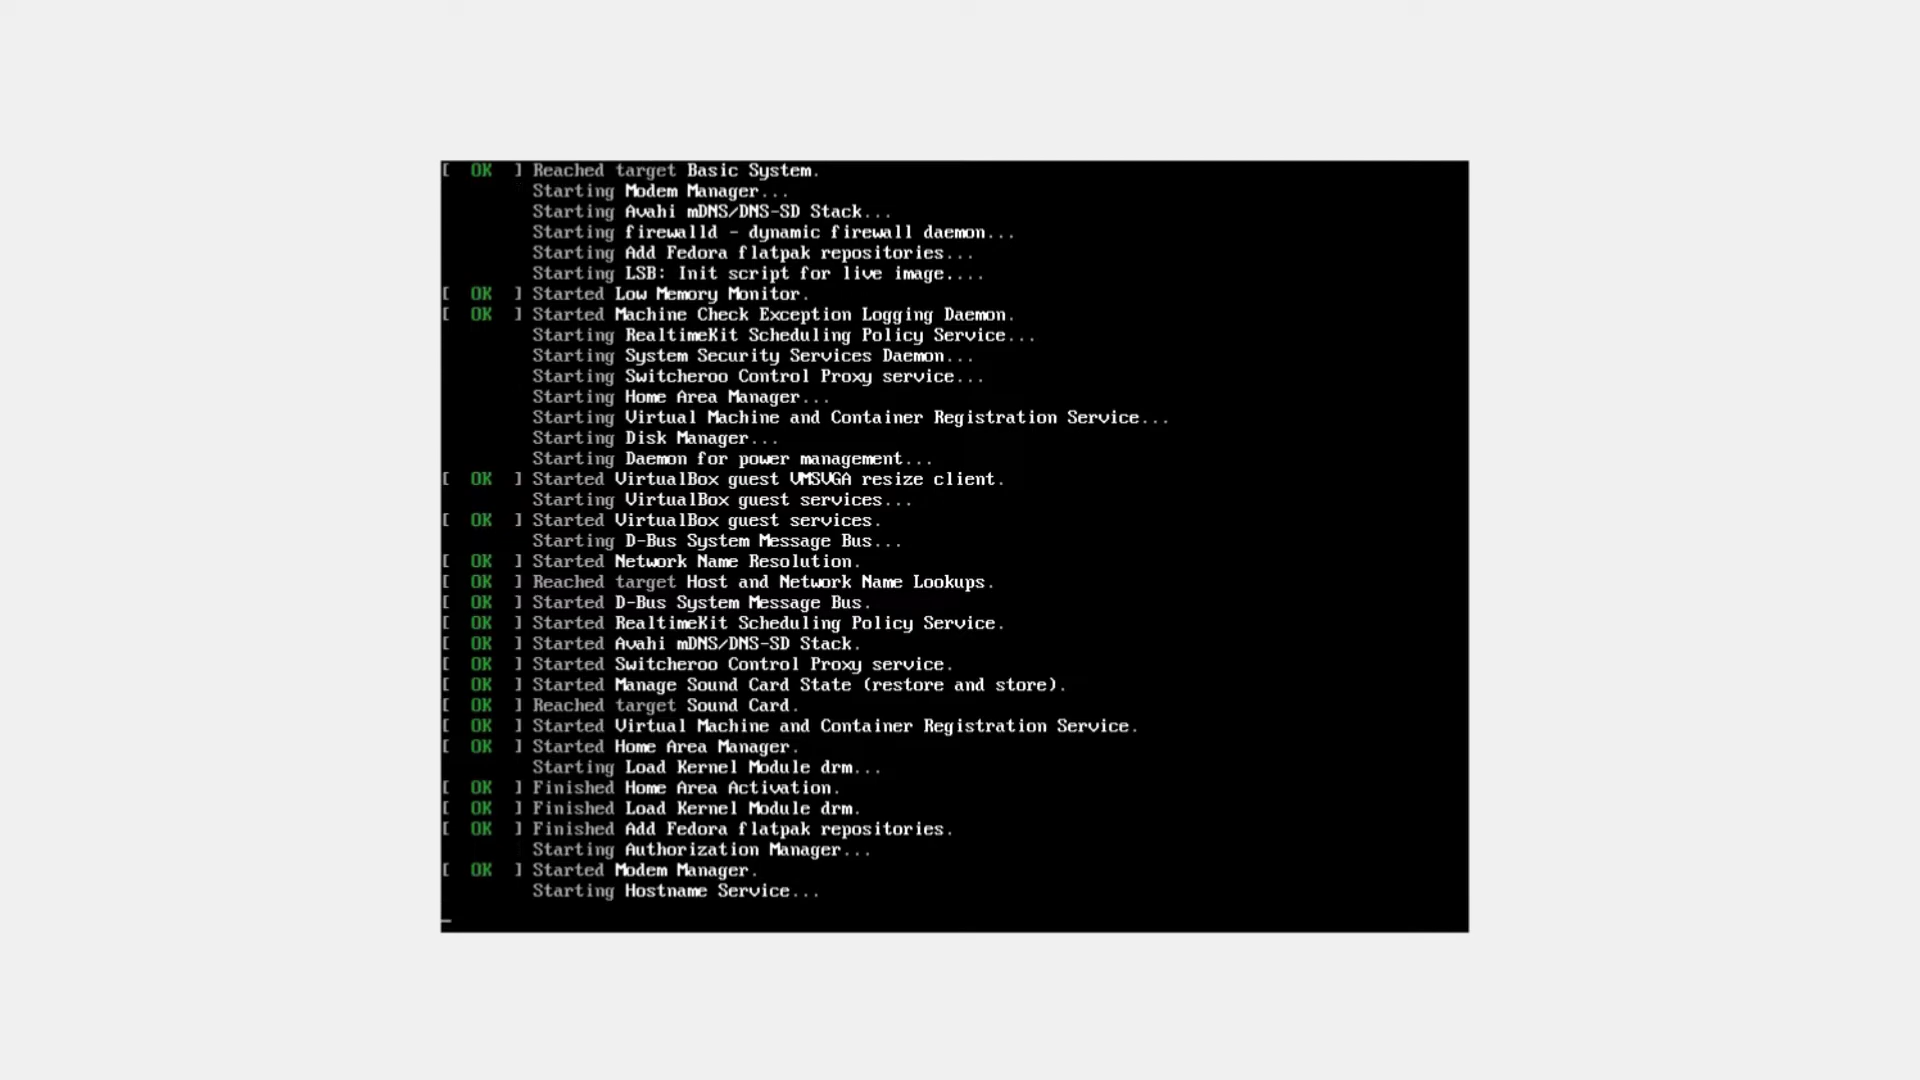 [  OK  ] Reached target Basic System.
Starting Modem Manager...
Starting Avahi mDNS/DNS-SD Stack...
Starting firewalld - dynamic firewall daemon...
Starting Add Fedora flatpak repositories...
Starting LSB: Init script for live image....
[  OK  ] Started Low Memory Monitor.
[  OK  ] Started Machine Check Exception Logging Daemon.
Starting RealtimeKit Scheduling Policy Service...
Starting System Security Services Daemon...
Starting Switcheroo Control Proxy service...
Starting Home Area Manager...
Starting Virtual Machine and Container Registration Service...
Starting Disk Manager...
Starting Daemon for power management...
[  OK  ] Started VirtualBox guest VMSVGA resize client.
Starting VirtualBox guest services...
[  OK  ] Started VirtualBox guest services.
Starting D-Bus System Message Bus...
[  OK  ] Started Network Name Resolution.
[  OK  ] Reached target Host and Network Name Lookups.
[  OK  ] Started D-Bus System Message Bus.
[  OK  ] Started RealtimeKit Scheduling Policy Service.
[  OK  ] Started Avahi mDNS/DNS-SD Stack.
[  OK  ] Started Switcheroo Control Proxy service.
[  OK  ] Started Manage Sound Card State (restore and store).
[  OK  ] Reached target Sound Card.
[  OK  ] Started Virtual Machine and Container Registration Service.
[  OK  ] Started Home Area Manager.
Starting Load Kernel Module drm...
[  OK  ] Finished Home Area Activation.
[  OK  ] Finished Load Kernel Module drm.
[  OK  ] Finished Add Fedora flatpak repositories.
Starting Authorization Manager...
[  OK  ] Started Modem Manager.
Starting Hostname Service...